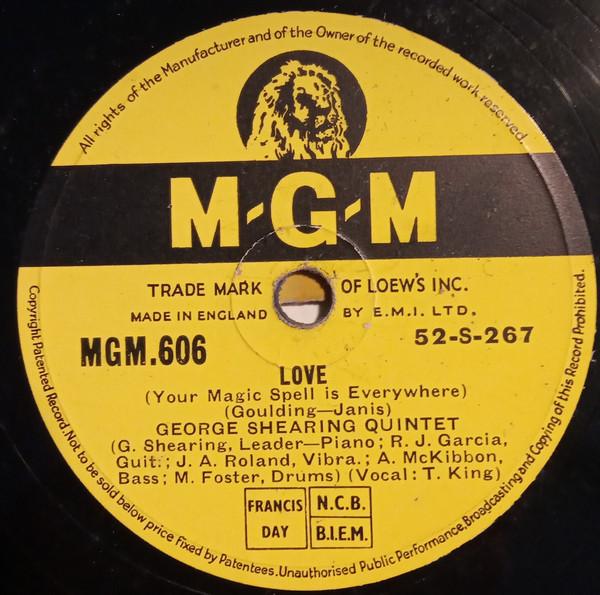 All rights of the Manufacturer and of the Owner of the recorded work reserved
M-G-M
TRADE MARK OF LOEW'S INC.
MADE IN ENGLAND BY E.M.I. LTD.
MGM.606 52-S-267
LOVE
(Your Magic Spell is Everywhere)
(Goulding—Janis)
GEORGE SHEARING QUINTET
(G. Shearing, Leader—Piano; R. J. Garcia,
Guit.; J. A. Roland, Vibra.; A. McKibbon,
Bass; M. Foster, Drums) (Vocal: T. King)
FRANCIS
DAY
N.C.B.
B.I.E.M.
Copyright Patented Record. Not to be sold below price fixed by Patentees. Unauthorised Public Performance, Broadcasting and Copying of this Record Prohibited.